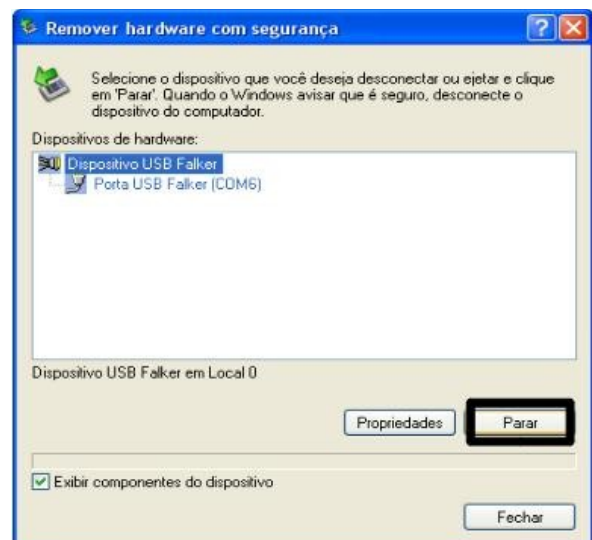 Remover hardware com segurança
Selecione o dispositivo que você deseja desconectar ou ejetar e clique
em 'Parar'. Quando o Windows avisar que é seguro, desconecte o
dispositivo do computador.
Dispositivos de hardware:
Dispositivo USB Falker
Porta USB Falker (COM6)
Dispositivo USB Falker em Local 0
Propriedades Parar
Exibir componentes do dispositivo
Fechar